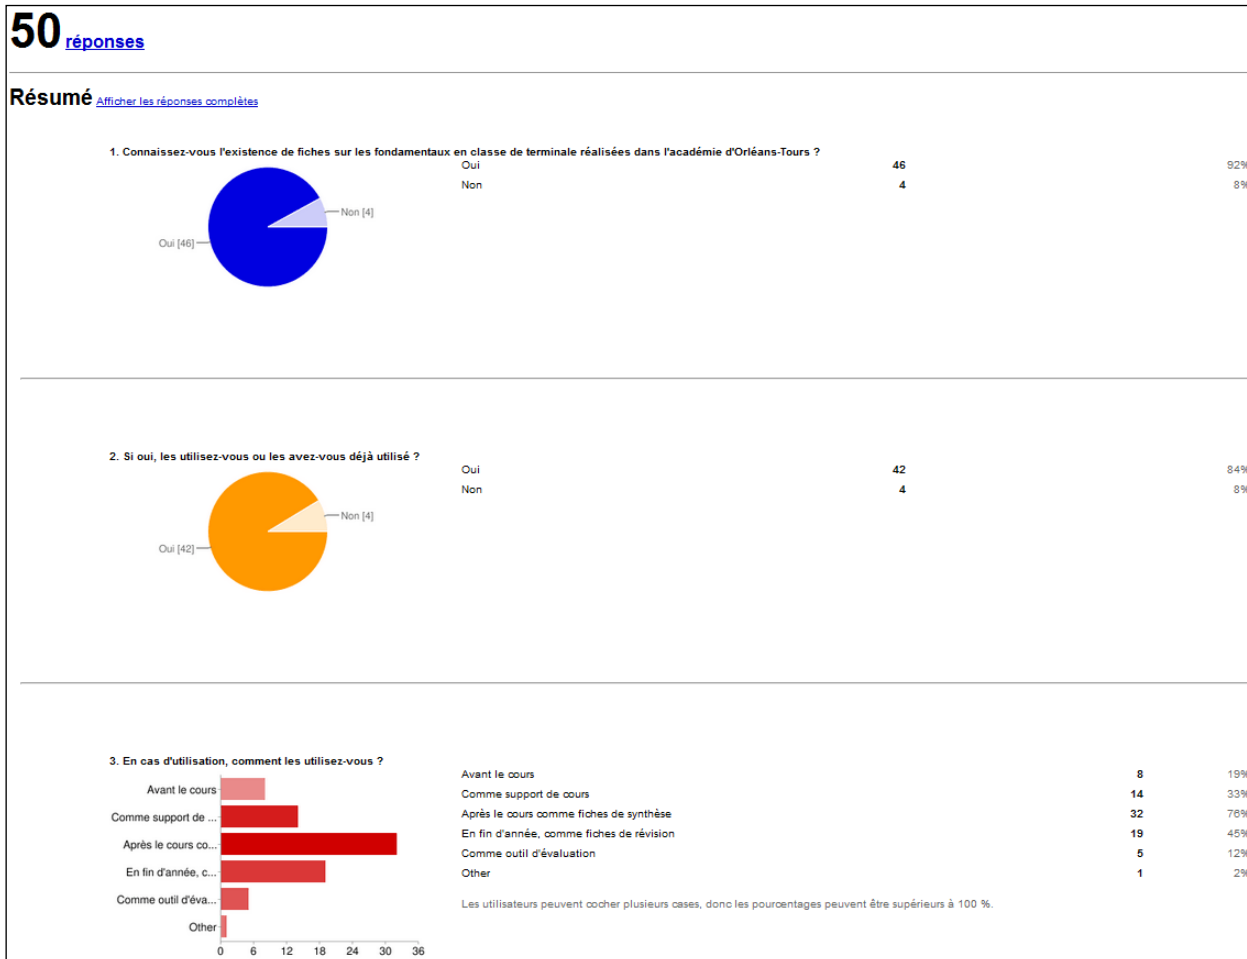 50 réponses
Résumé Afficher les réponses complètes
1. Connaissez-vous l'existence de fiches sur les fondamentaux en classe de terminale réalisées dans l'académie d'Orléans-Tours ?
Oui 46 92%
Non 4 8%
Non [4]
Oui [46]
2. Si oui, les utilisez-vous ou les avez-vous déjà utilisé ?
Oui 42 84%
Non 4 8%
Non [4]
Oui [42]
3. En cas d'utilisation, comment les utilisez-vous ?
Avant le cours
Comme support de ...
Après le cours co...
En fin d'année, c...
Comme outil d'éva...
Other
0 6 12 18 24 30 36
Avant le cours 8 19%
Comme support de cours 14 33%
Après le cours comme fiches de synthèse 32 76%
En fin d'année, comme fiches de révision 19 45%
Comme outil d'évaluation 5 12%
Other 1 2%
Les utilisateurs peuvent cocher plusieurs cases, donc les pourcentages peuvent être supérieurs à 100 %.